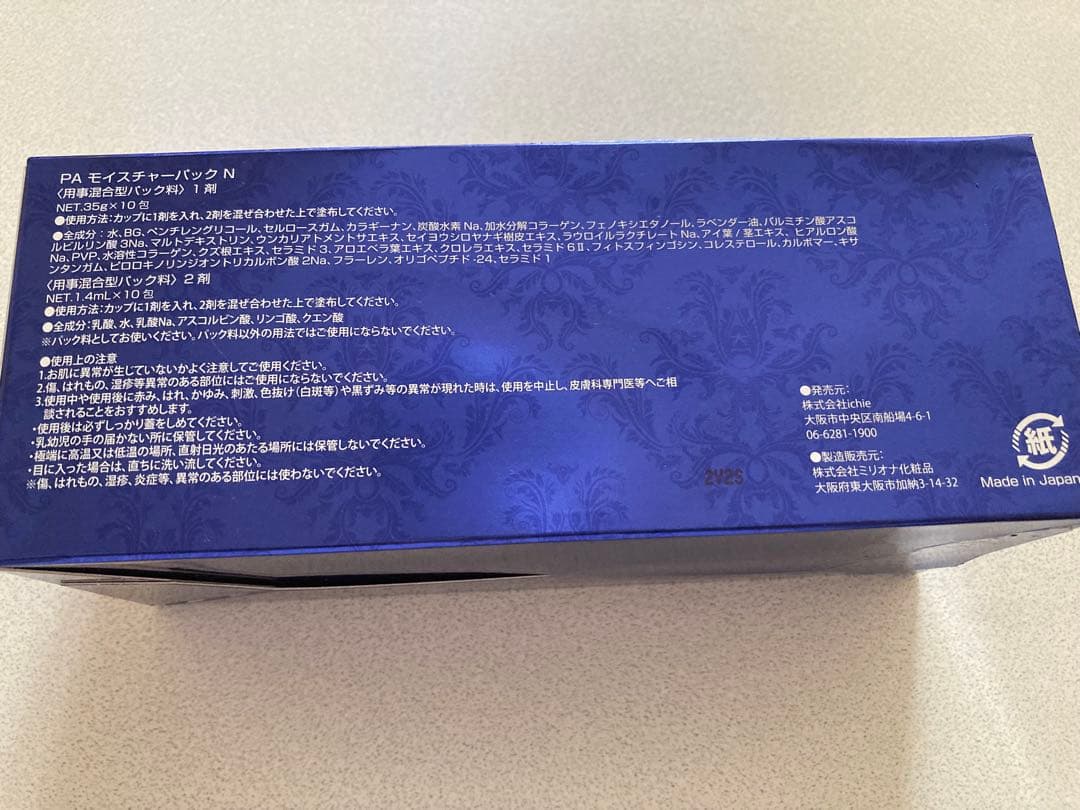 PA モイスチャーパック N
〈用事混合型パック料〉1 剤
NET.35g×10 包
●使用方法:カップに1剤を入れ、2剤を混ぜ合わせた上で塗布してください。
●全成分:水、BG、ペンチレングリコール、セルロースガム、カラギーナン、炭酸水素 Na、加水分解コラーゲン、フェノキシエタノール、ラベンダー油、パルミチン酸アスコ
ルビルリン酸 3Na、マルトデキストリン、ウンカリアトメントサエキス、セイヨウシロヤナギ樹皮エキス、ラウロイルラクチレートNa、アイ葉 / 茎エキス、ヒアルロン酸
Na、PVP、水溶性コラーゲン、クズ根エキス、セラミド 3、アロエベラ葉エキス、クロレラエキス、セラミド 6Ⅱ、フィトスフィンゴシン、コレステロール、カルボマー、キサ
ンタンガム、ピロロキノリンジオントリカルボン酸 2Na、フラーレン、オリゴペプチド -24、セラミド 1
〈用事混合型パック料〉2 剤
NET.1.4mL×10 包
●使用方法:カップに1剤を入れ、2剤を混ぜ合わせた上で塗布してください。
●全成分:乳酸、水、乳酸Na、アスコルビン酸、リンゴ酸、クエン酸
※パック料としてお使いください。パック料以外の用法ではご使用にならないでください。
●使用上の注意
1.お肌に異常が生じていないかよく注意してご使用ください。
2.傷、はれもの、湿疹等異常のある部位にはご使用にならないでください。
3.使用中や使用後に赤み、はれ、かゆみ、刺激、色抜け(白斑等)や黒ずみ等の異常が現れた時は、使用を中止し、皮膚科専門医等へご相
談されることをおすすめします。
・使用後は必ずしっかり蓋をしめてください。
・乳幼児の手の届かない所に保管してください。
・極端に高温又は低温の場所、直射日光のあたる場所には保管しないでください。
・目に入った場合は、直ちに洗い流してください。
※傷、はれもの、湿疹、炎症等、異常のある部位には使わないでください。
2V2S
●発売元:
株式会社ichie
大阪市中央区南船場4-6-1
06-6281-1900
●製造販売元:
株式会社ミリオナ化粧品
大阪府東大阪市加納3-14-32
紙
Made in Japan